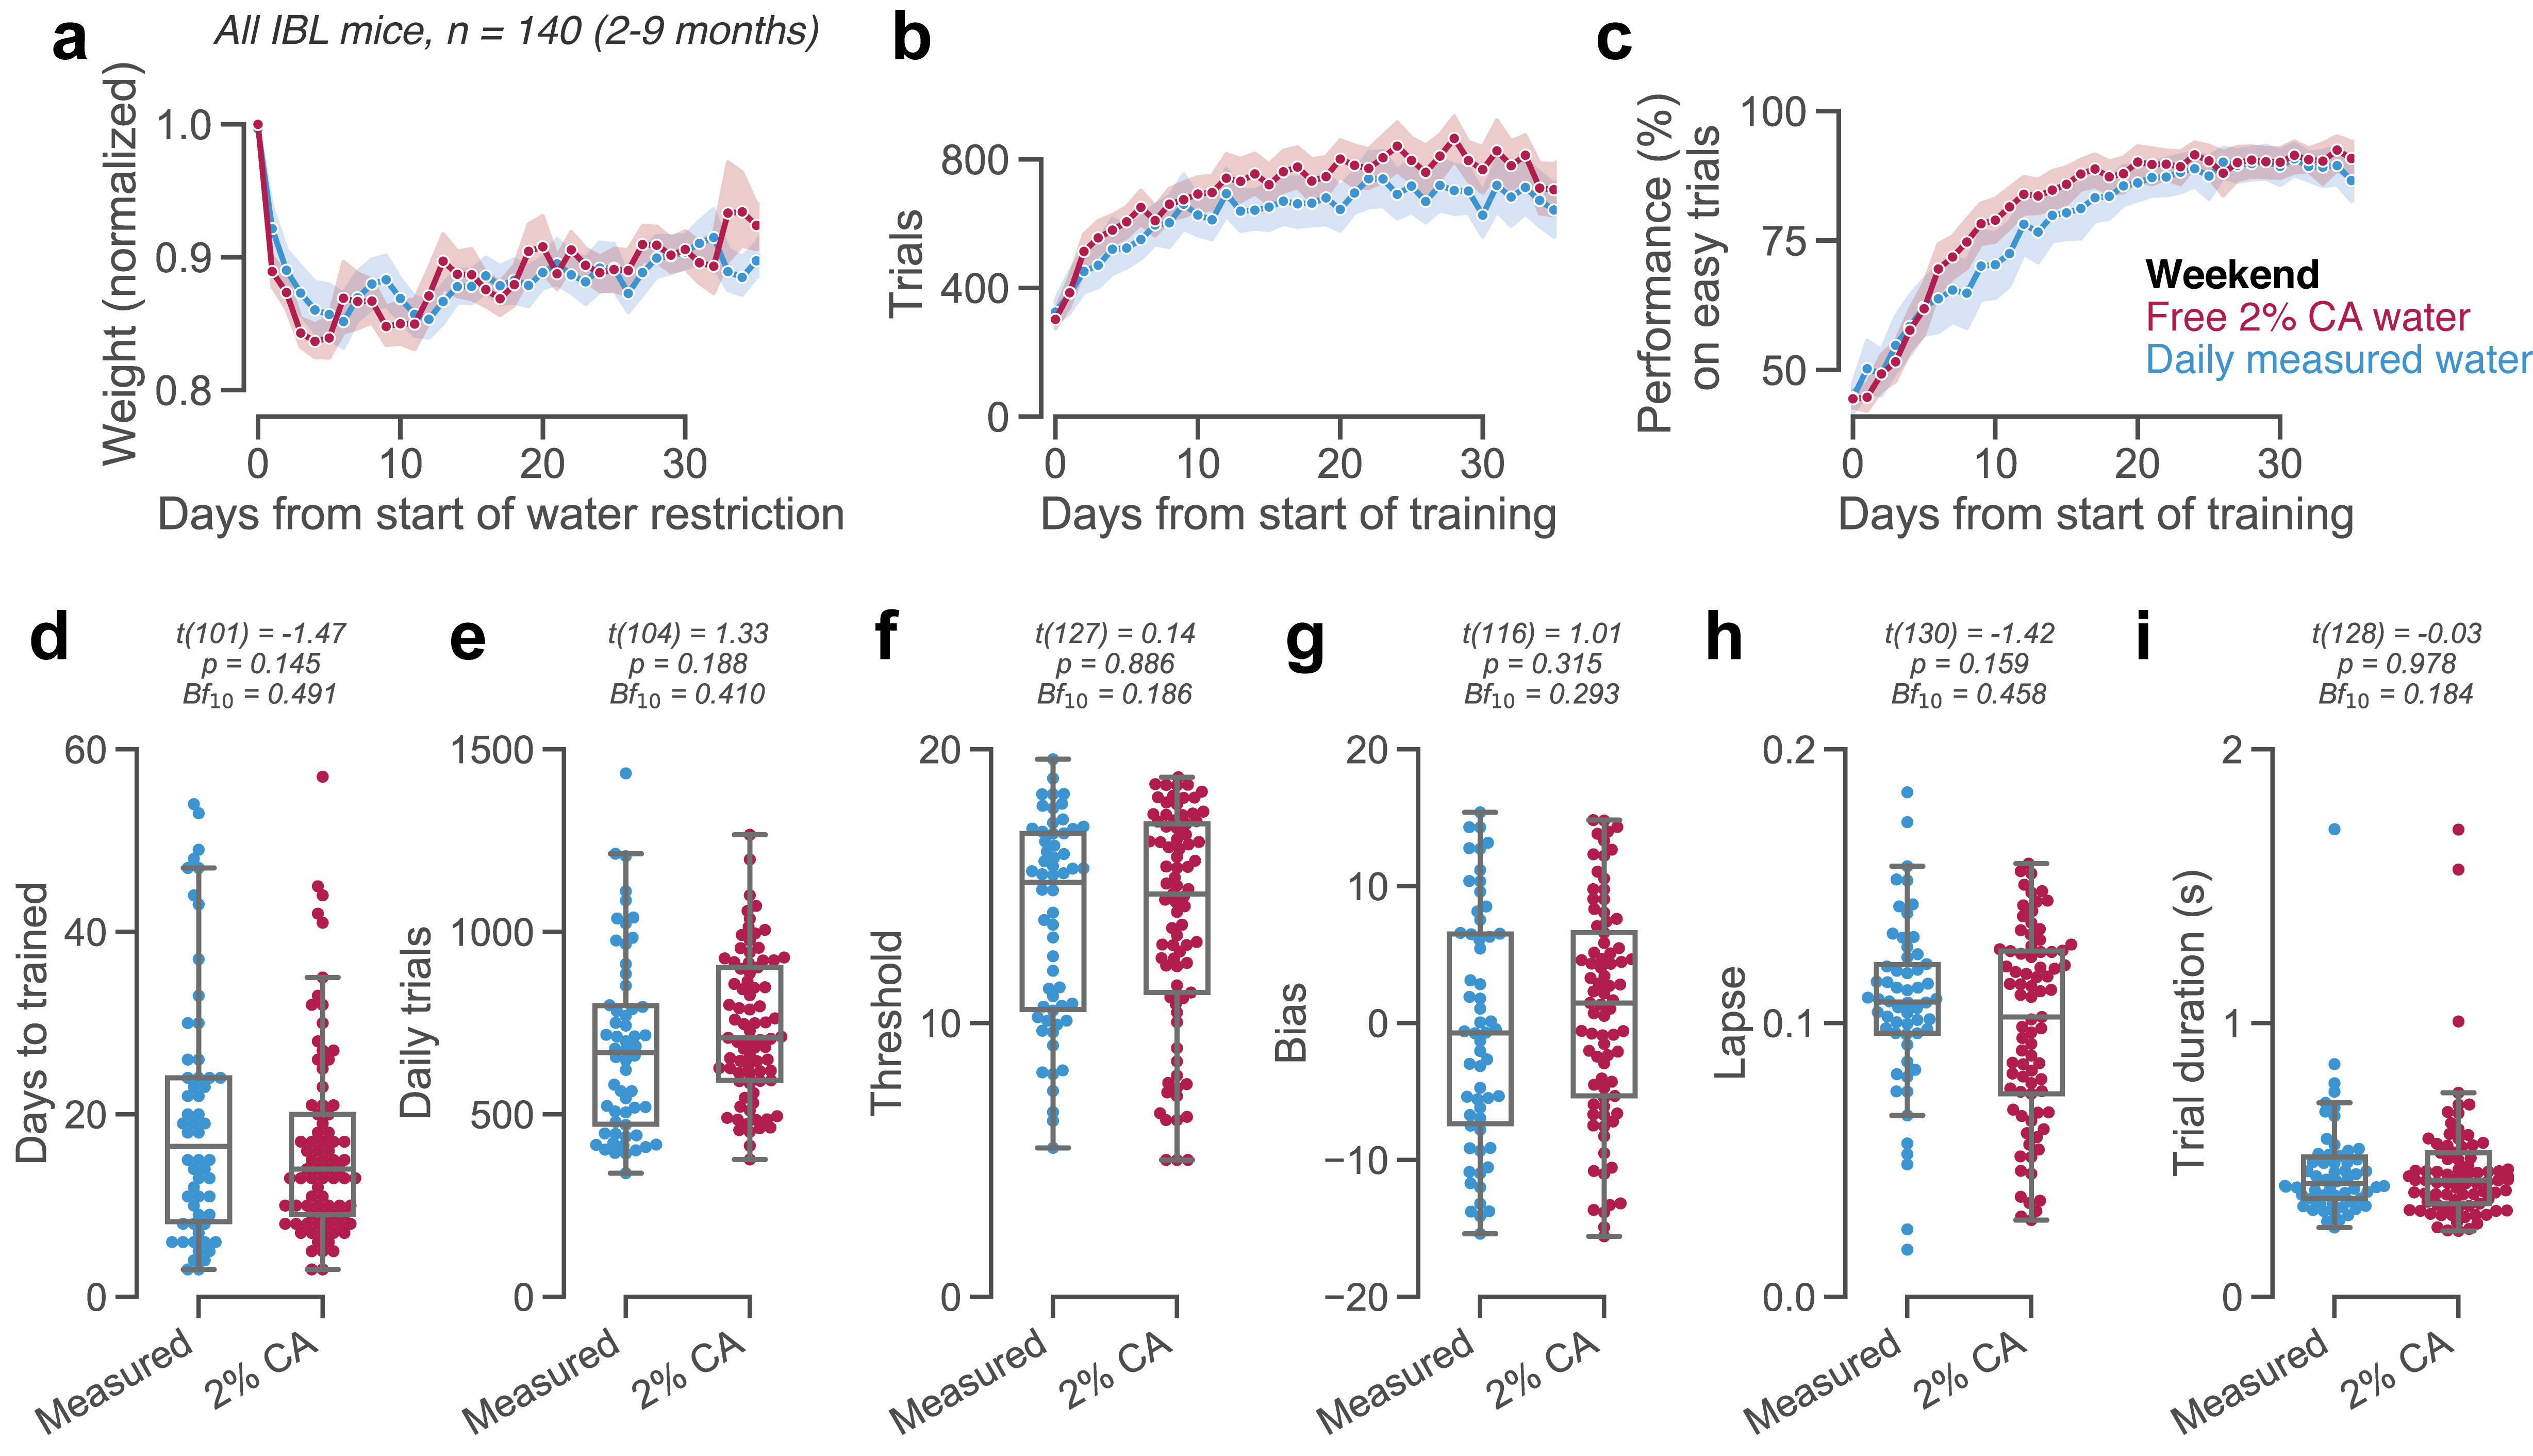 a
All IBL mice, n = 140 (2-9 months)
Weight (normalized)
1.0
0.9
0.8
0
10
20
30
Days from start of water restriction
b
Trials
800
400
0
0
10
20
30
Days from start of training
c
Performance (%)
on easy trials
100
75
50
0
10
20
30
Days from start of training
Weekend
Free 2% CA water
Daily measured water
d
t(101) = -1.47
p = 0.145
Bf₁₀ = 0.491
Days to trained
60
40
20
0
Measured
2% CA
e
t(104) = 1.33
p = 0.188
Bf₁₀ = 0.410
Daily trials
1500
1000
500
0
Measured
2% CA
f
t(127) = 0.14
p = 0.886
Bf₁₀ = 0.186
Threshold
20
10
0
Measured
2% CA
g
t(116) = 1.01
p = 0.315
Bf₁₀ = 0.293
Bias
20
10
0
−10
−20
Measured
2% CA
h
t(130) = -1.42
p = 0.159
Bf₁₀ = 0.458
Lapse
0.2
0.1
0.0
Measured
2% CA
i
t(128) = -0.03
p = 0.978
Bf₁₀ = 0.184
Trial duration (s)
2
1
0
Measured
2% CA